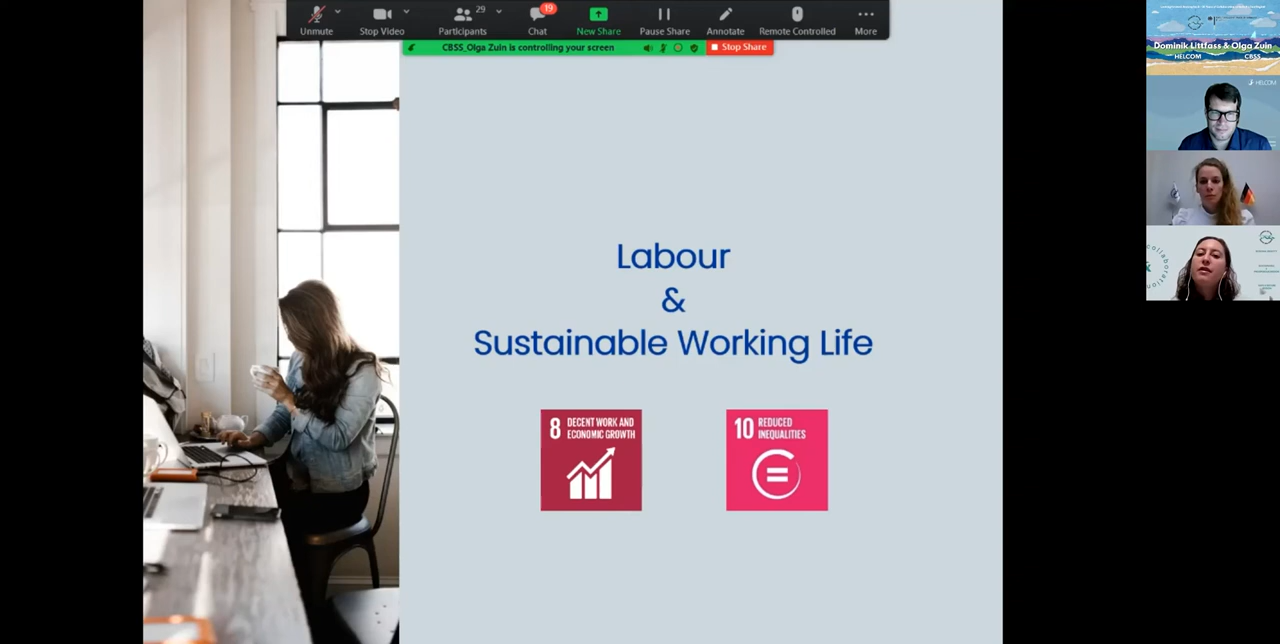 Unmute
Stop Video
29
Participants
19
Chat
New Share
Pause Share
Annotate
Remote Controlled
More
CBSS_Olga Zuin is controlling your screen
Stop Share
Labour
&
Sustainable Working Life
8 DECENT WORK AND
ECONOMIC GROWTH
10 REDUCED
INEQUALITIES
Dominik Littfass & Olga Zuin
HELCOM CBSS
HELCOM
collaboration